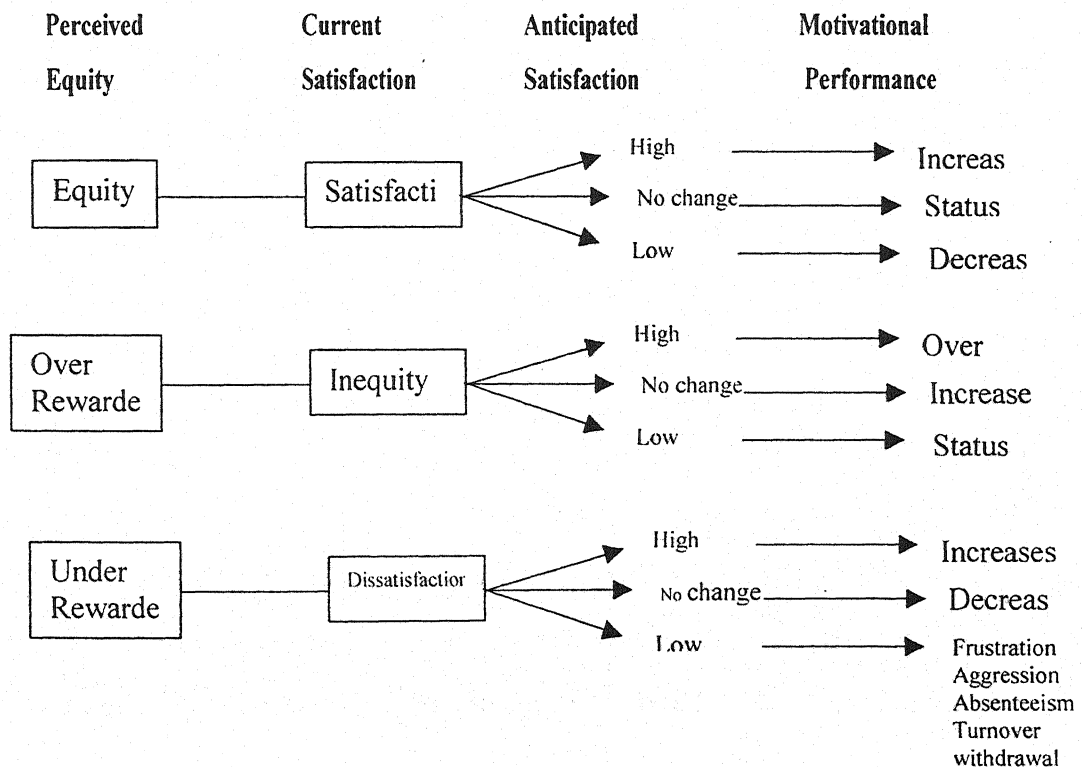 Perceived Current Anticipated Motivational
Equity Satisfaction Satisfaction Performance
Equity Satisfacti
High Increas
No change Status
Low Decreas
Over
Rewarde
Inequity
High Over
No change Increase
Low Status
Under
Rewarde
Dissatisfactior
High Increases
No change Decreas
Low Frustration
Aggression
Absenteeism
Turnover
withdrawal